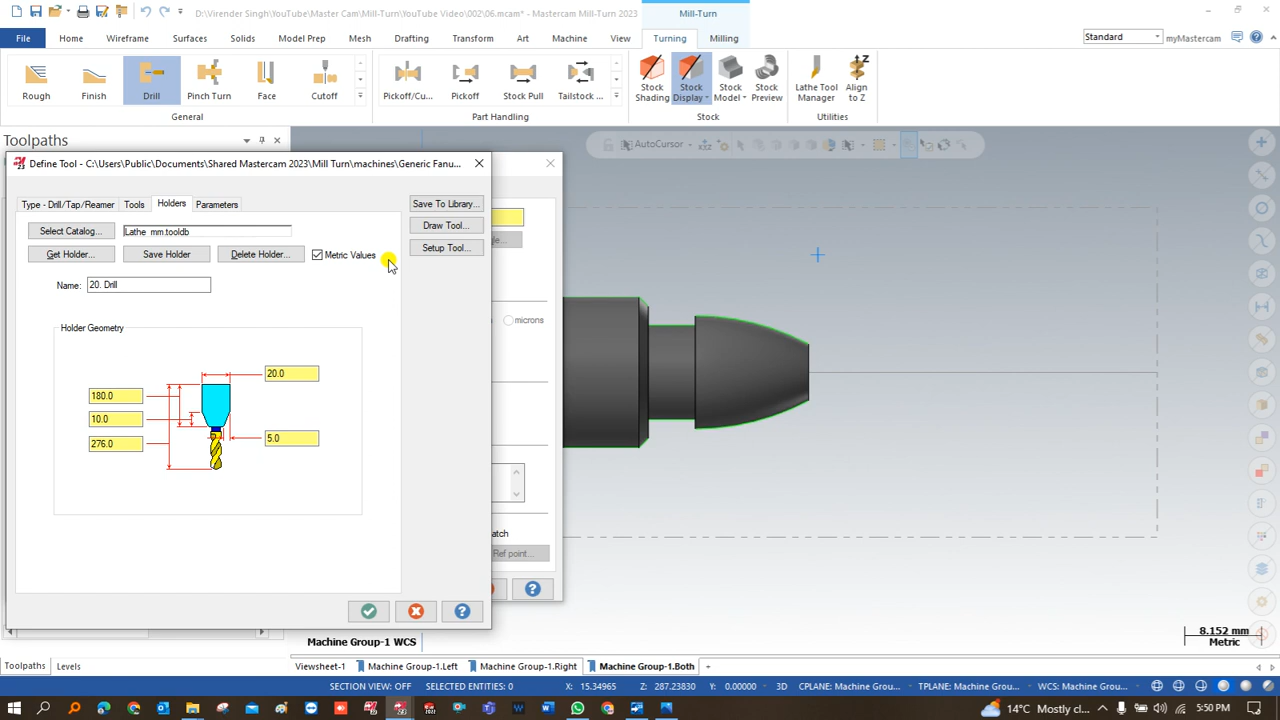 D:\Virender Singh\YouTube\Master Cam\Mill-Turn\YouTube Video\002\06.mcam* - Mastercam Mill-Turn 2023
Mill-Turn
File Home Wireframe Surfaces Solids Model Prep Mesh Drafting Transform Art Machine View Turning Milling
Standard
myMastercam
Rough Finish Drill Pinch Turn Face Cutoff
Pickoff/Cu... Pickoff Stock Pull Tailstock ...
Stock Shading
Stock Display
Stock Model
Stock Preview
Lathe Tool Manager
Align to Z
General Part Handling Stock Utilities
Toolpaths
AutoCursor
Define Tool - C:\Users\Public\Documents\Shared Mastercam 2023\Mill Turn\machines\Generic Fanu...
Type - Drill/Tap/Reamer Tools Holders Parameters
Save To Library...
Select Catalog... Lathe mm.tooldb
Draw Tool...
Get Holder... Save Holder Delete Holder... Metric Values
Setup Tool...
Name: 20. Drill
microns
Holder Geometry
20.0
180.0
10.0
276.0
5.0
atch
Ref point...
Machine Group-1 WCS
8.152 mm
Metric
Toolpaths Levels
Viewsheet-1 Machine Group-1.Left Machine Group-1.Right Machine Group-1.Both +
SECTION VIEW: OFF SELECTED ENTITIES: 0 X: 15.34965 Z: 287.23830 Y: 0.00000 3D CPLANE: Machine Grou... TPLANE: Machine Grou... WCS: Machine Grou...
14°C Mostly cl... 5:50 PM